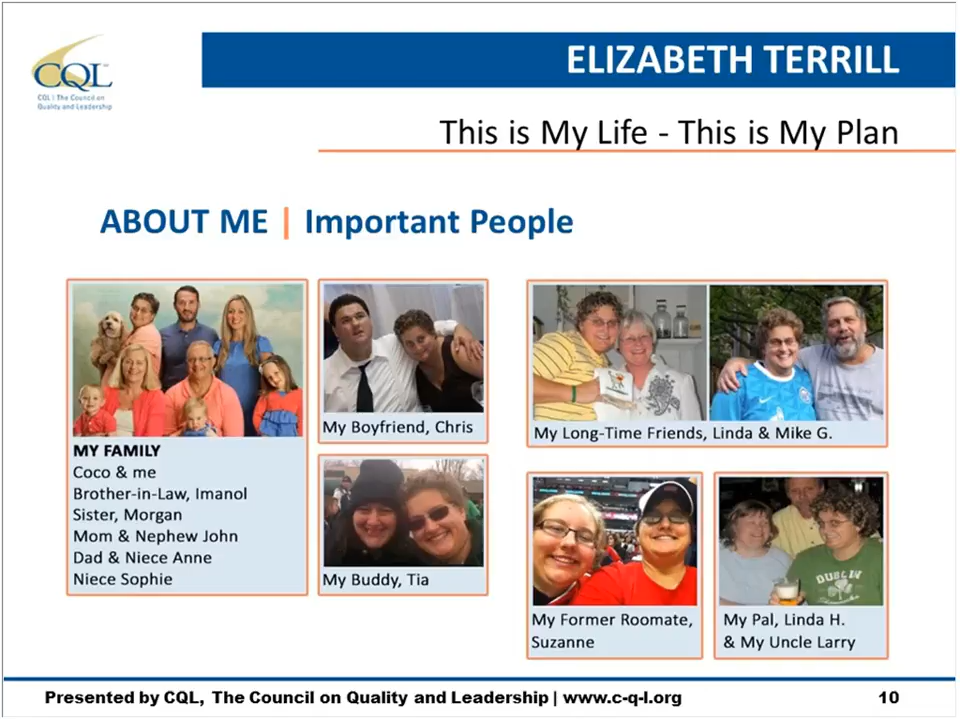 CQL
CQL | The Council on
Quality and Leadership
ELIZABETH TERRILL
This is My Life - This is My Plan
ABOUT ME | Important People
MY FAMILY
Coco & me
Brother-in-Law, Imanol
Sister, Morgan
Mom & Nephew John
Dad & Niece Anne
Niece Sophie
My Boyfriend, Chris
My Buddy, Tia
My Long-Time Friends, Linda & Mike G.
My Former Roomate,
Suzanne
DUBLIN
My Pal, Linda H.
& My Uncle Larry
Presented by CQL, The Council on Quality and Leadership | www.c-q-l.org
10